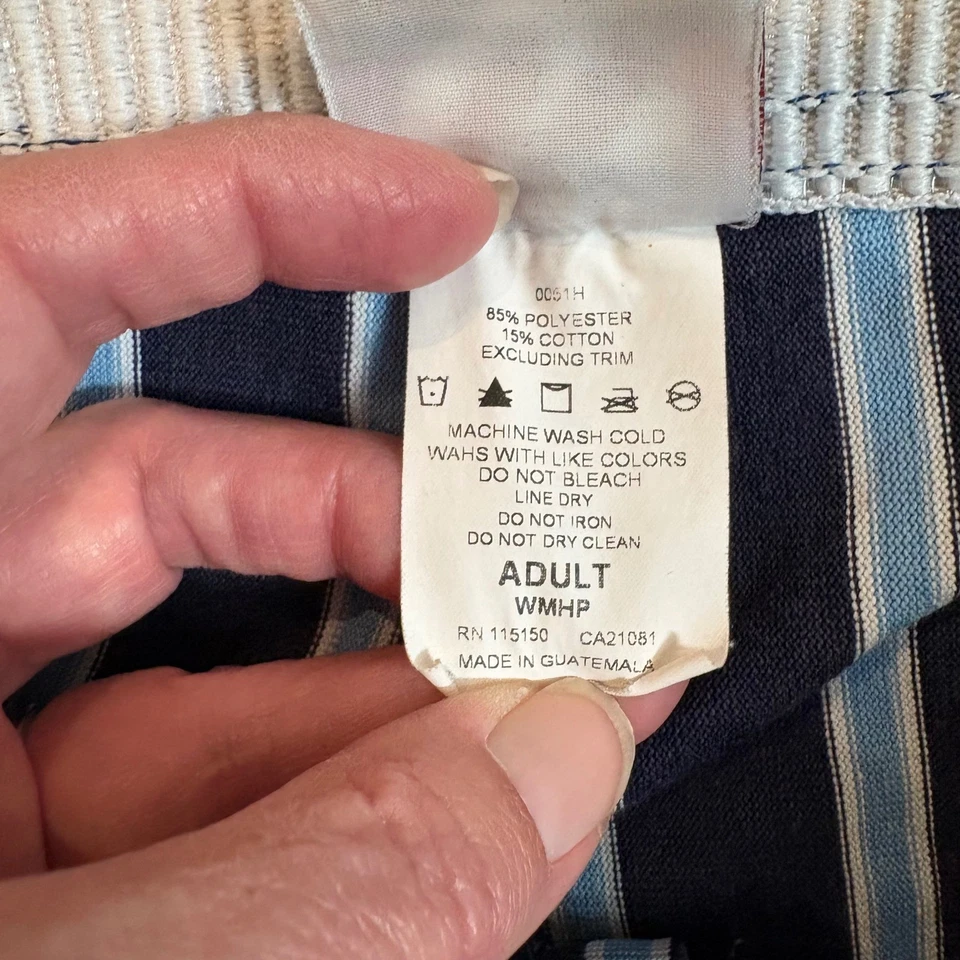 0051H
85% POLYESTER
15% COTTON
EXCLUDING TRIM
MACHINE WASH COLD
WAHS WITH LIKE COLORS
DO NOT BLEACH
LINE DRY
DO NOT IRON
DO NOT DRY CLEAN
ADULT
WMHP
RN 115150 CA21081
MADE IN GUATEMALA